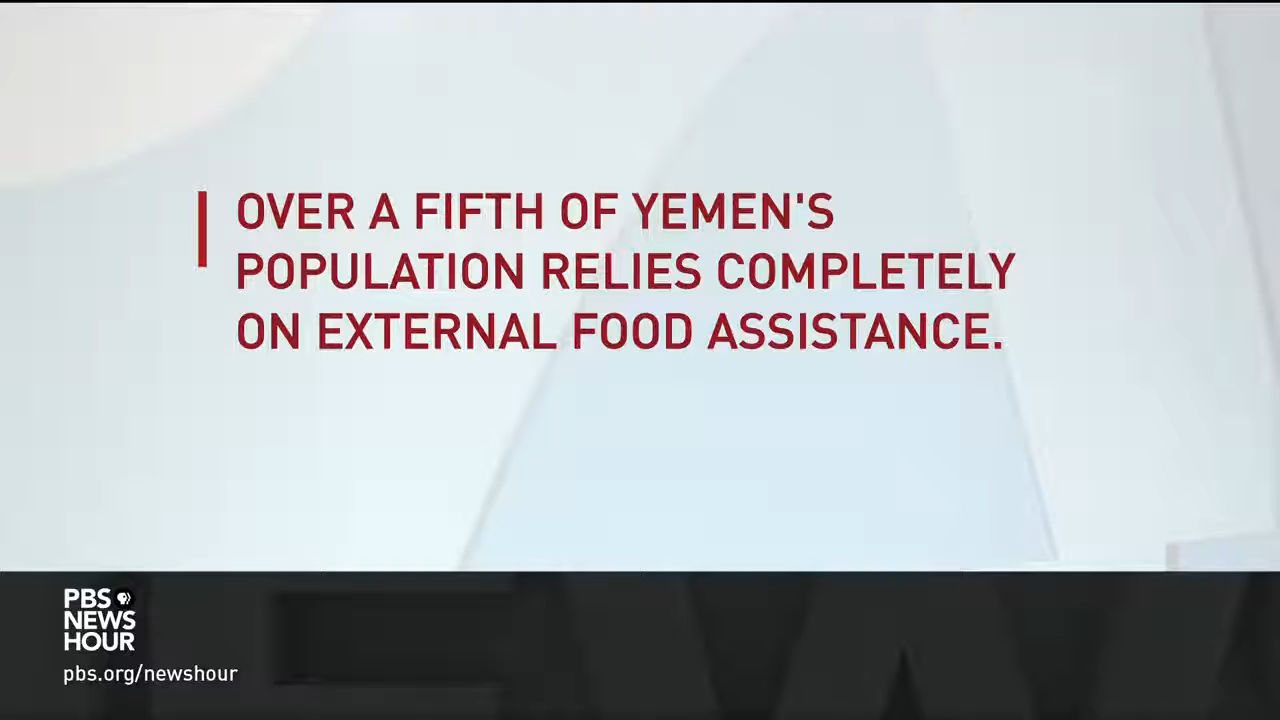 OVER A FIFTH OF YEMEN'S
POPULATION RELIES COMPLETELY
ON EXTERNAL FOOD ASSISTANCE.
PBS
NEWS
HOUR
pbs.org/newshour